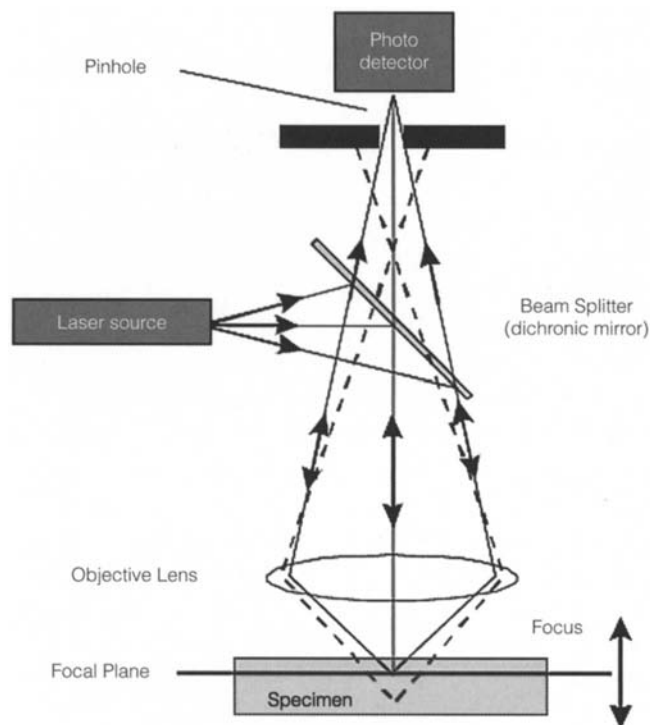 Photo
detector
Pinhole
Laser source
Beam Splitter
(dichronic mirror)
Objective Lens
Focus
Focal Plane
Specimen